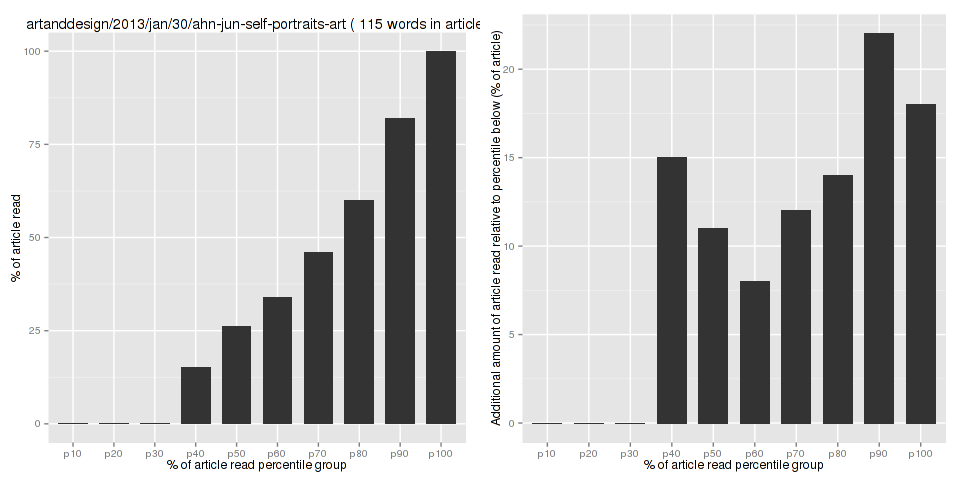 artanddesign/2013/jan/30/ahn-jun-self-portraits-art ( 115 words in article
% of article read
100
75
50
25
0
p10 p20 p30 p40 p50 p60 p70 p80 p90 p100
% of article read percentile group
Additional amount of article read relative to percentile below (% of article)
20
15
10
5
0
p10 p20 p30 p40 p50 p60 p70 p80 p90 p100
% of article read percentile group